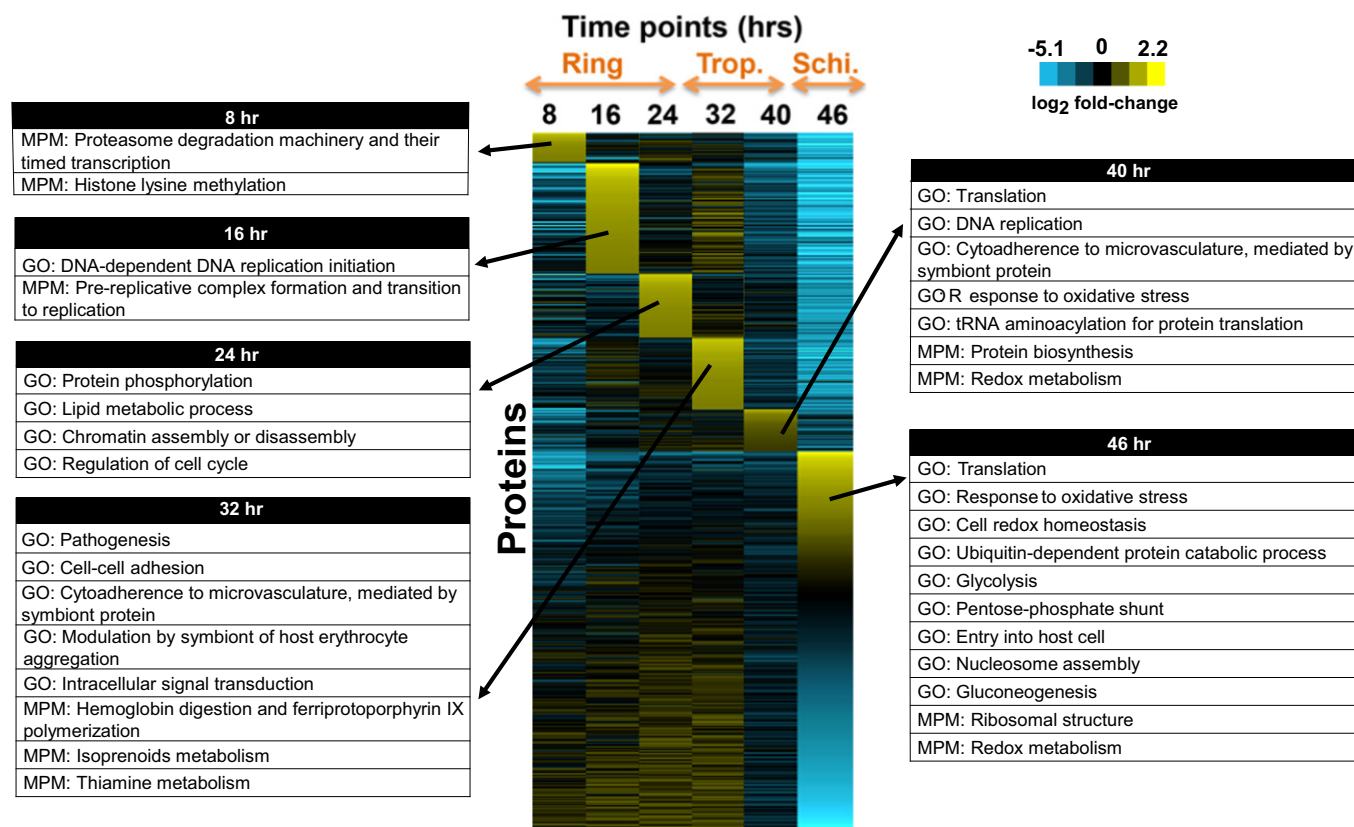 Time points (hrs)
Ring Trop. Schi.
8 16 24 32 40 46
Proteins
-5.1 0 2.2
log2 fold-change
8 hr
MPM: Proteasome degradation machinery and their
timed transcription
MPM: Histone lysine methylation
16 hr
GO: DNA-dependent DNA replication initiation
MPM: Pre-replicative complex formation and transition
to replication
24 hr
GO: Protein phosphorylation
GO: Lipid metabolic process
GO: Chromatin assembly or disassembly
GO: Regulation of cell cycle
32 hr
GO: Pathogenesis
GO: Cell-cell adhesion
GO: Cytoadherence to microvasculature, mediated by
symbiont protein
GO: Modulation by symbiont of host erythrocyte
aggregation
GO: Intracellular signal transduction
MPM: Hemoglobin digestion and ferriprotoporphyrin IX
polymerization
MPM: Isoprenoids metabolism
MPM: Thiamine metabolism
40 hr
GO: Translation
GO: DNA replication
GO: Cytoadherence to microvasculature, mediated by
symbiont protein
GO: R esponse to oxidative stress
GO: tRNA aminoacylation for protein translation
MPM: Protein biosynthesis
MPM: Redox metabolism
46 hr
GO: Translation
GO: Response to oxidative stress
GO: Cell redox homeostasis
GO: Ubiquitin-dependent protein catabolic process
GO: Glycolysis
GO: Pentose-phosphate shunt
GO: Entry into host cell
GO: Nucleosome assembly
GO: Gluconeogenesis
MPM: Ribosomal structure
MPM: Redox metabolism